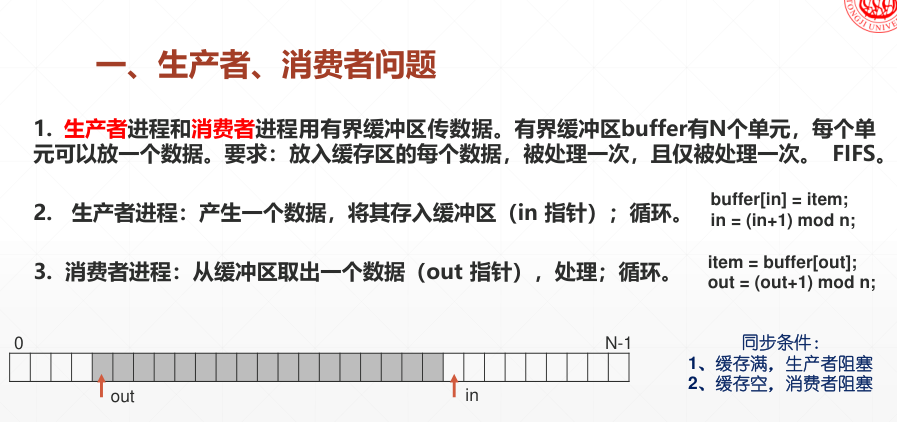 一、生产者、消费者问题
1. 生产者进程和消费者进程用有界缓冲区传数据。有界缓冲区buffer有N个单元，每个单
元可以放一个数据。要求：放入缓存区的每个数据，被处理一次，且仅被处理一次。 FIFS。
2. 生产者进程：产生一个数据，将其存入缓冲区（in 指针）；循环。
buffer[in] = item;
in = (in+1) mod n;
3. 消费者进程：从缓冲区取出一个数据（out 指针），处理；循环。
item = buffer[out];
out = (out+1) mod n;
0
N-1
out
in
同步条件：
1、缓存满，生产者阻塞
2、缓存空，消费者阻塞